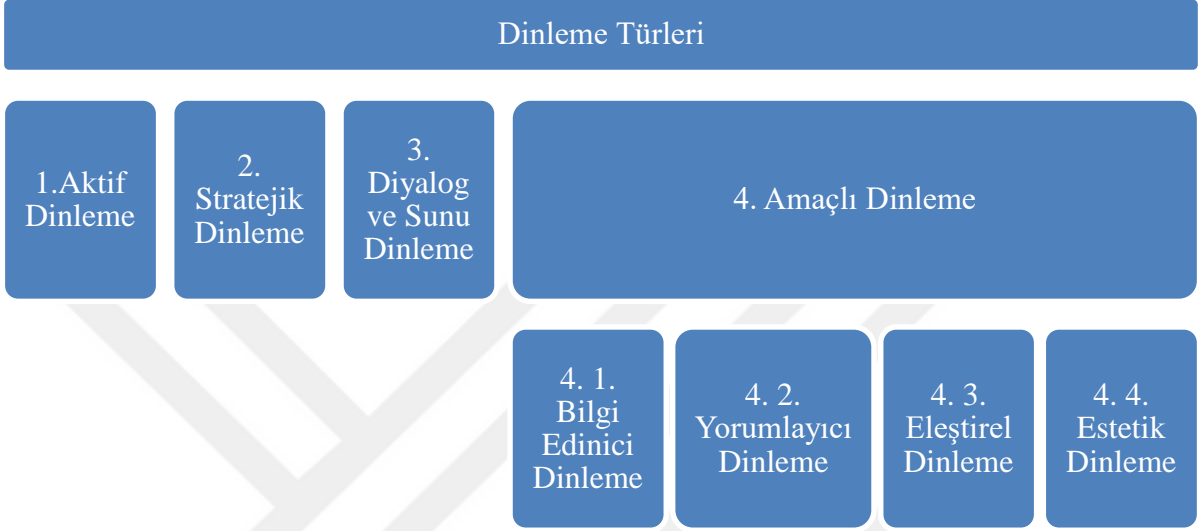 Dinleme Türleri
1.Aktif
Dinleme
2.
Stratejik
Dinleme
3.
Diyalog
ve Sunu
Dinleme
4. Amaçlı Dinleme
4. 1.
Bilgi
Edinici
Dinleme
4. 2.
Yorumlayıcı
Dinleme
4. 3.
Eleştirel
Dinleme
4. 4.
Estetik
Dinleme